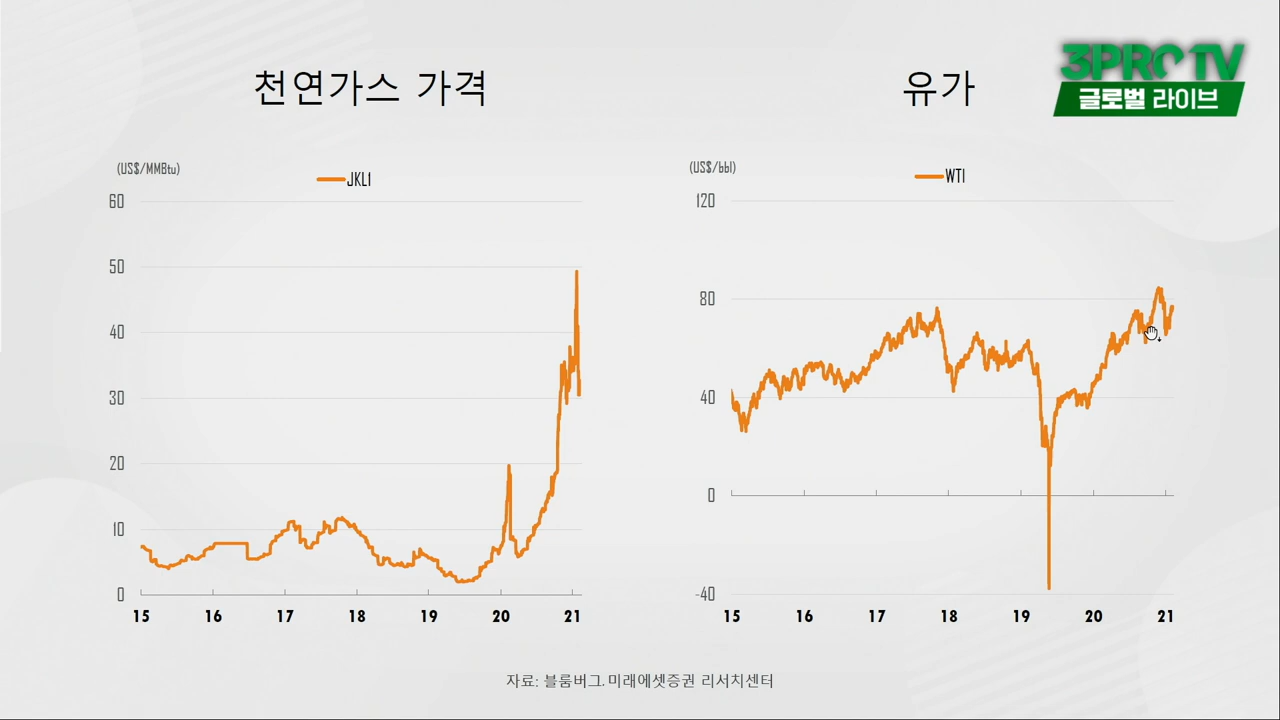 3PRO TV
글로벌 라이브
천연가스 가격
유가
(US$/MMBtu)
JKL1
60
50
40
30
20
10
0
15 16 17 18 19 20 21
(US$/bbl)
WTI
120
80
40
0
-40
15 16 17 18 19 20 21
자료: 블룸버그, 미래에셋증권 리서치센터